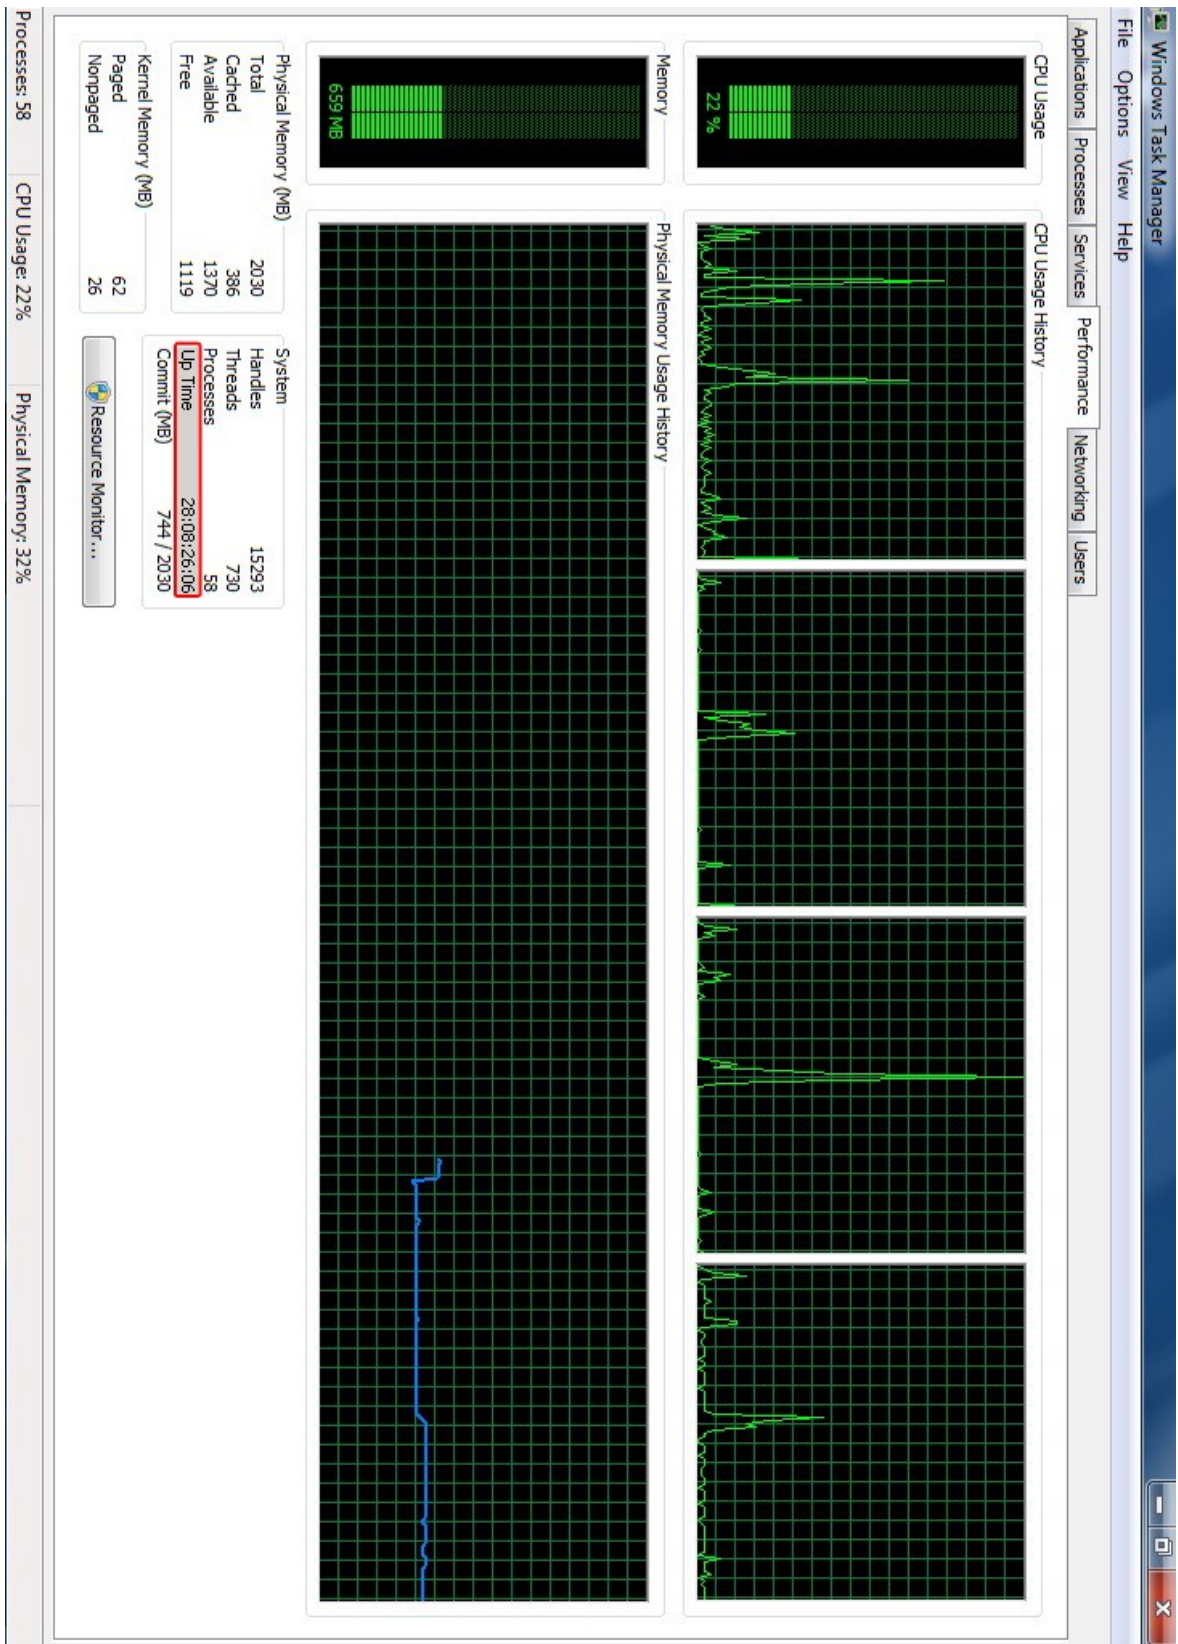 Windows Task Manager
File Options View Help
Applications Processes Services Performance Networking Users
CPU Usage
CPU Usage History
22 %
Memory
Physical Memory Usage History
659 MB
Physical Memory (MB)
Total 2030
Cached 386
Available 1370
Free 1119
Kernel Memory (MB)
Paged 62
Nonpaged 26
System
Handles 15293
Threads 730
Processes 58
Up Time 28:08:26:06
Commit (MB) 744 / 2030
Resource Monitor...
Processes: 58 CPU Usage: 22% Physical Memory: 32%